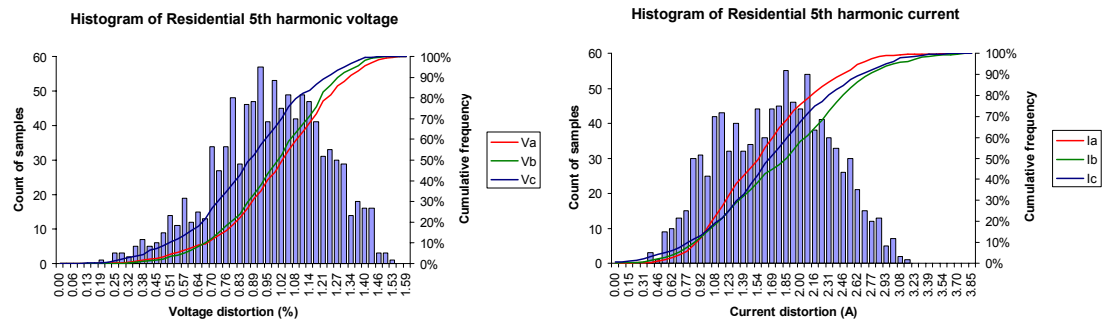 Histogram of Residential 5th harmonic voltage
60
50
40
30
20
10
0
Count of samples
100%
90%
80%
70%
60%
50%
40%
30%
20%
10%
0%
Cumulative frequency
Va
Vb
Vc
0.00 0.06 0.13 0.19 0.25 0.32 0.38 0.45 0.51 0.57 0.64 0.70 0.76 0.83 0.89 0.95 1.02 1.08 1.14 1.21 1.27 1.34 1.40 1.46 1.53 1.59
Voltage distortion (%)
Histogram of Residential 5th harmonic current
60
50
40
30
20
10
0
Count of samples
100%
90%
80%
70%
60%
50%
40%
30%
20%
10%
0%
Cumulative frequency
Ia
Ib
Ic
0.00 0.15 0.31 0.46 0.62 0.77 0.92 1.08 1.23 1.39 1.54 1.69 1.85 2.00 2.16 2.31 2.46 2.62 2.77 2.93 3.08 3.23 3.39 3.54 3.70 3.85
Current distortion (A)